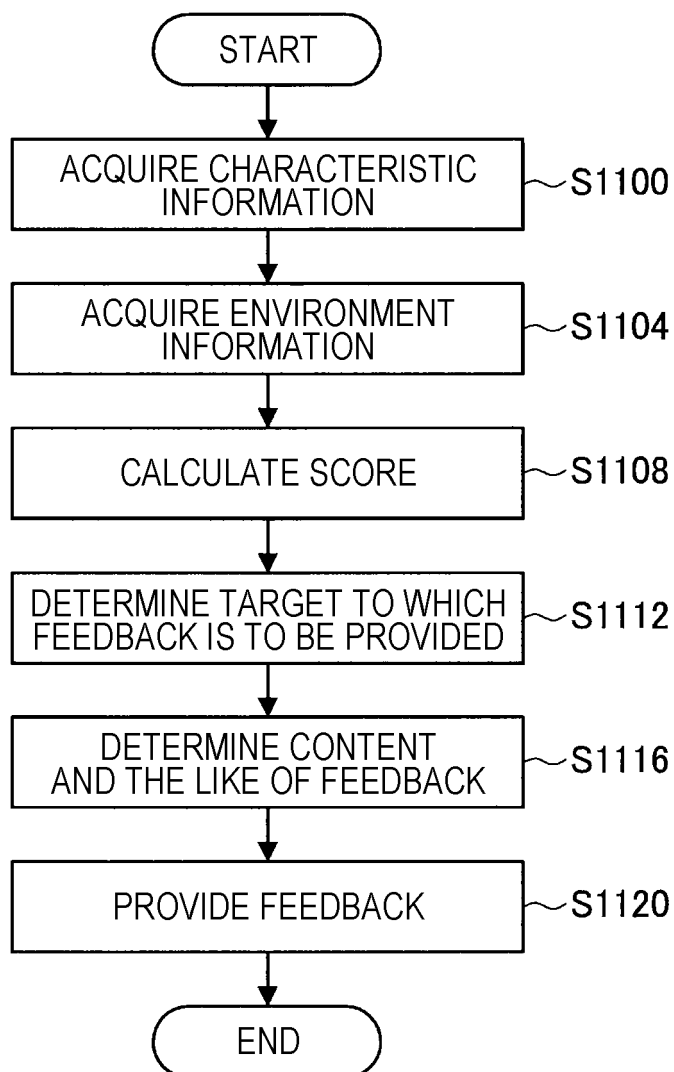 START
ACQUIRE CHARACTERISTIC
INFORMATION
S1100
ACQUIRE ENVIRONMENT
INFORMATION
S1104
CALCULATE SCORE
S1108
DETERMINE TARGET TO WHICH
FEEDBACK IS TO BE PROVIDED
S1112
DETERMINE CONTENT
AND THE LIKE OF FEEDBACK
S1116
PROVIDE FEEDBACK
S1120
END